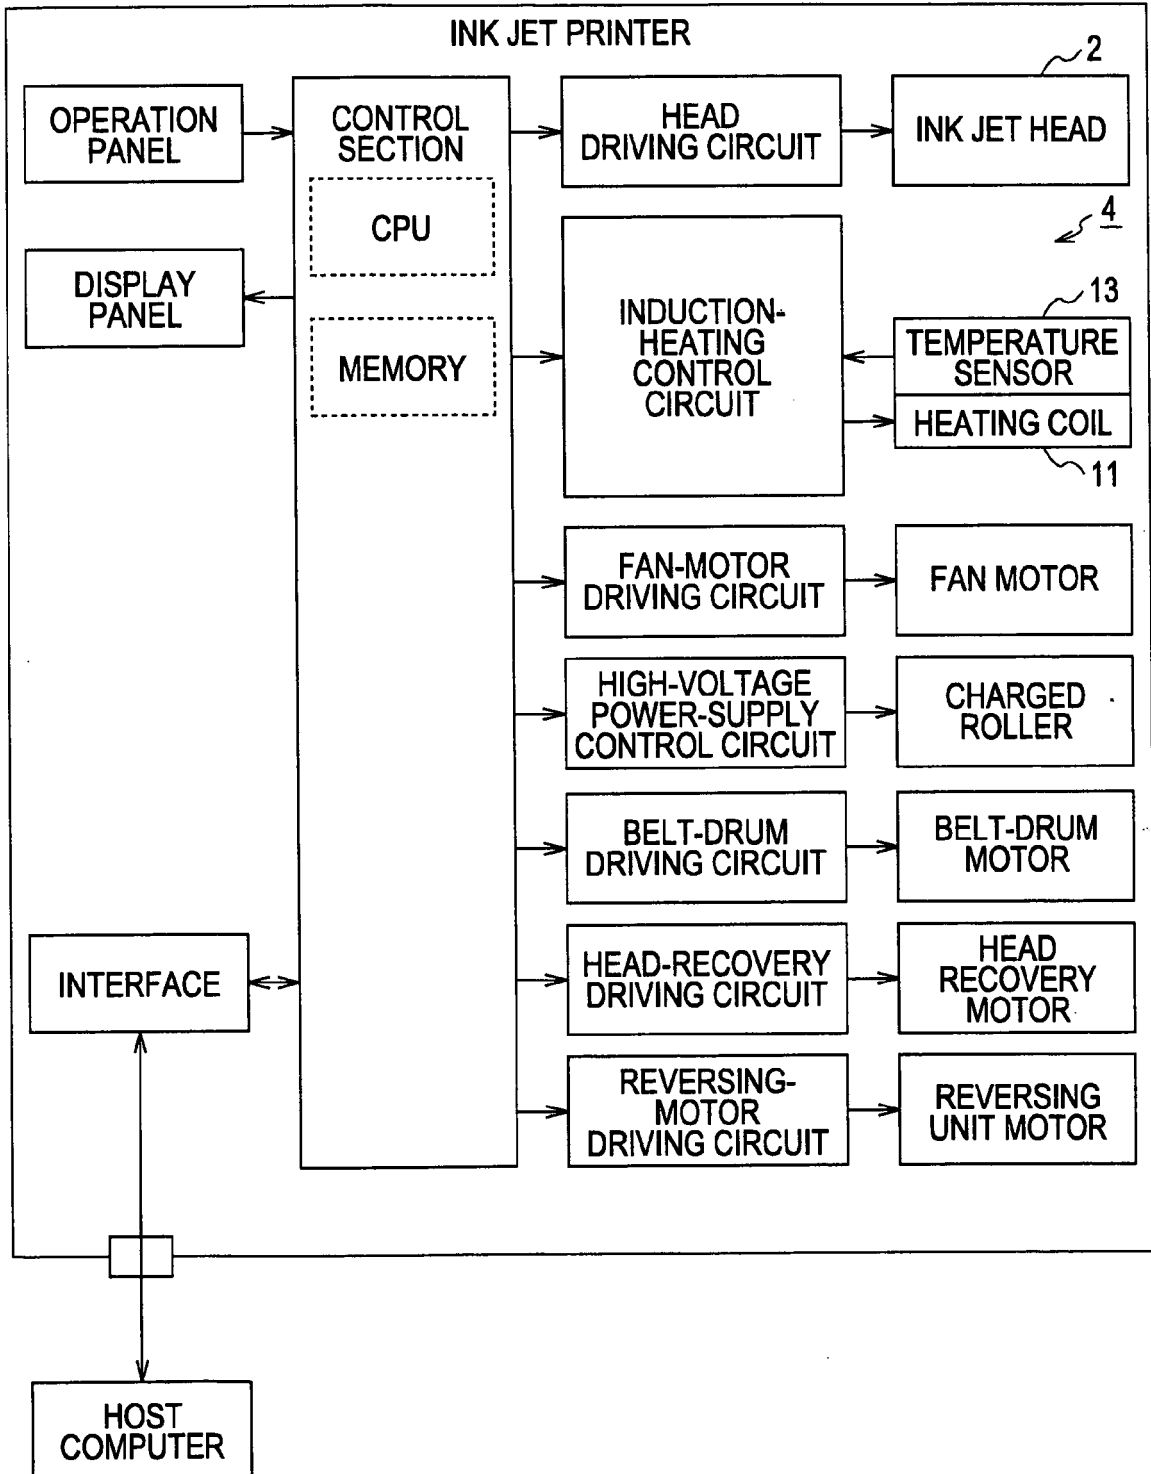 INK JET PRINTER
2
OPERATION
PANEL
CONTROL
SECTION
HEAD
DRIVING CIRCUIT
INK JET HEAD
CPU
4
DISPLAY
PANEL
MEMORY
INDUCTION-
HEATING
CONTROL
CIRCUIT
13
TEMPERATURE
SENSOR
HEATING COIL
11
FAN-MOTOR
DRIVING CIRCUIT
FAN MOTOR
HIGH-VOLTAGE
POWER-SUPPLY
CONTROL CIRCUIT
CHARGED
ROLLER
BELT-DRUM
DRIVING CIRCUIT
BELT-DRUM
MOTOR
INTERFACE
HEAD-RECOVERY
DRIVING CIRCUIT
HEAD
RECOVERY
MOTOR
REVERSING-
MOTOR
DRIVING CIRCUIT
REVERSING
UNIT MOTOR
HOST
COMPUTER